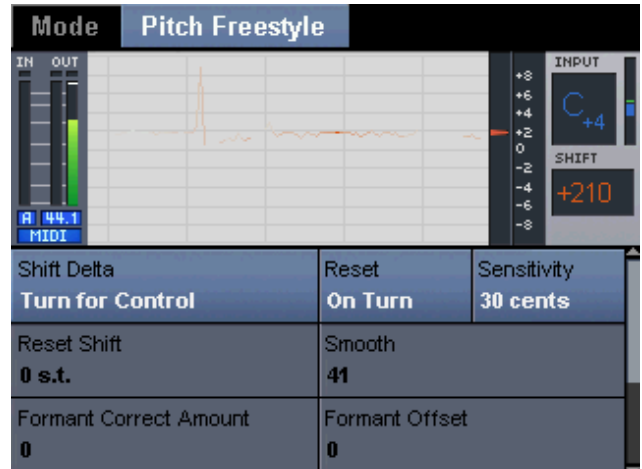 Mode Pitch Freestyle
IN OUT
INPUT
+8
+6
+4
+2
0
-2
-4
-6
-8
C+4
SHIFT
+210
A 44.1
MIDI
Shift Delta Reset Sensitivity
Turn for Control On Turn 30 cents
Reset Shift Smooth
0 s.t. 41
Formant Correct Amount Formant Offset
0 0